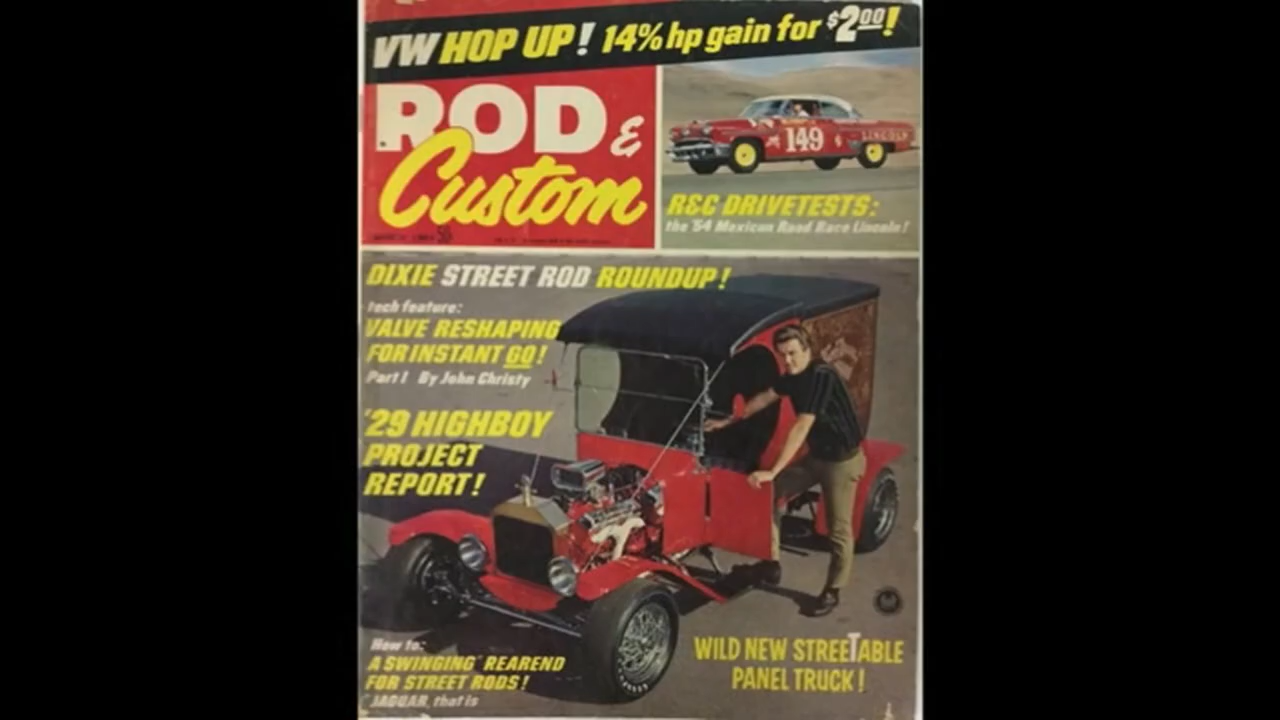 VW HOP UP! 14% hp gain for $2.00!
ROD &
Custom
50¢
149
LINCOLN
R&C DRIVETESTS:
the '54 Mexican Road Race Lincoln!
DIXIE STREET ROD ROUNDUP!
tech feature:
VALVE RESHAPING
FOR INSTANT GO!
Part I By John Christy
'29 HIGHBOY
PROJECT
REPORT!
How to:
A SWINGING REAREND
FOR STREET RODS!
JAGUAR, that is
WILD NEW STREETABLE
PANEL TRUCK!